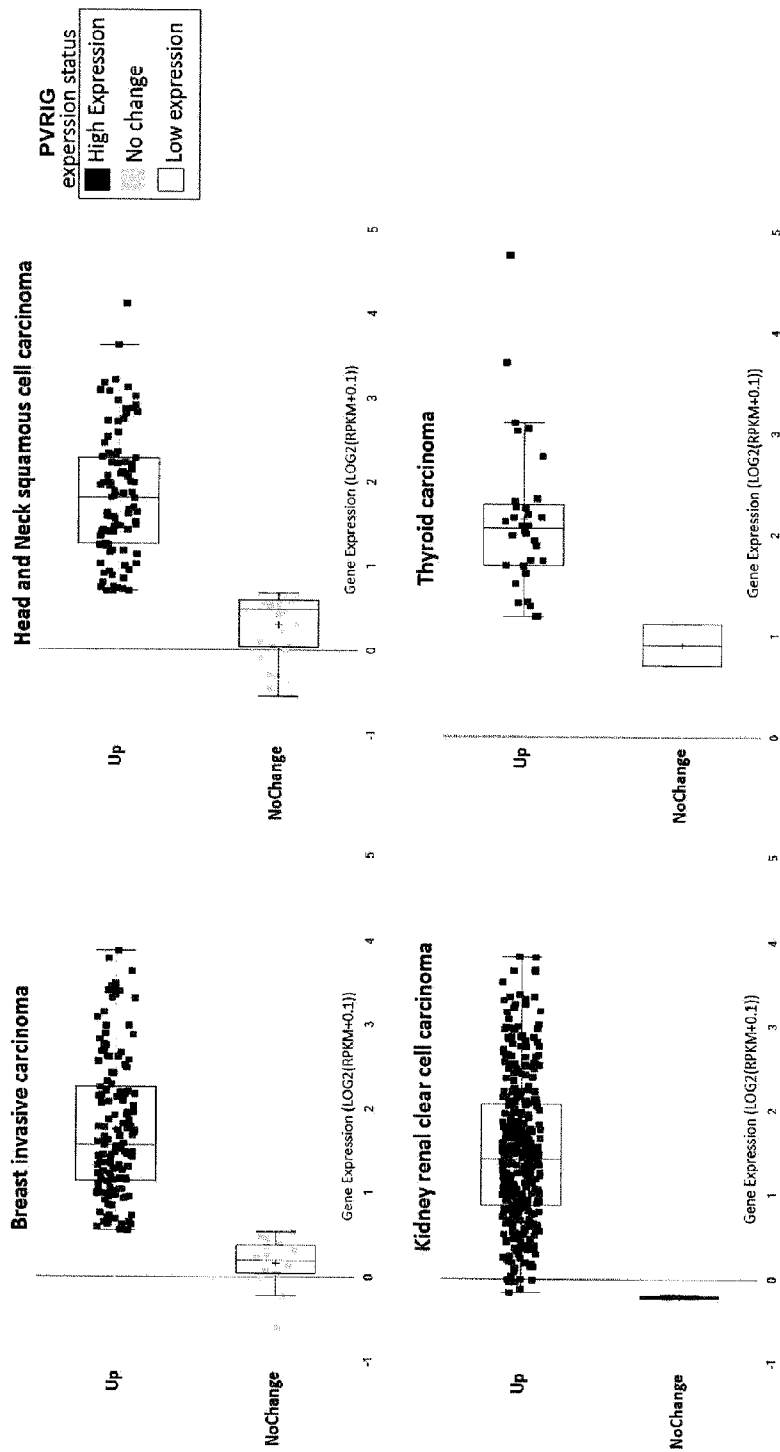 PVRIG
experssion status
High Expression
No change
Low expression
Breast invasive carcinoma
Up
NoChange
-1 0 1 2 3 4 5
Gene Expression (LOG2(RPKM+0.1))
Head and Neck squamous cell carcinoma
Up
NoChange
-1 0 1 2 3 4 5
Gene Expression (LOG2(RPKM+0.1))
Kidney renal clear cell carcinoma
Up
NoChange
-1 0 1 2 3 4 5
Gene Expression (LOG2(RPKM+0.1))
Thyroid carcinoma
Up
NoChange
0 1 2 3 4 5
Gene Expression (LOG2(RPKM+0.1))